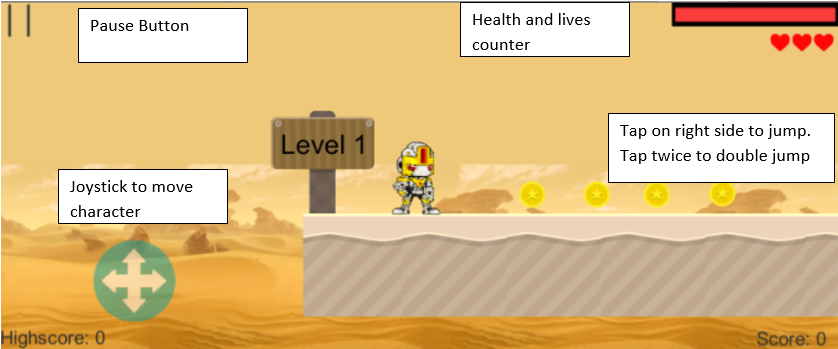 Pause Button
Health and lives
counter
Tap on right side to jump.
Tap twice to double jump
Level 1
Joystick to move
character
Highscore: 0
Score: 0